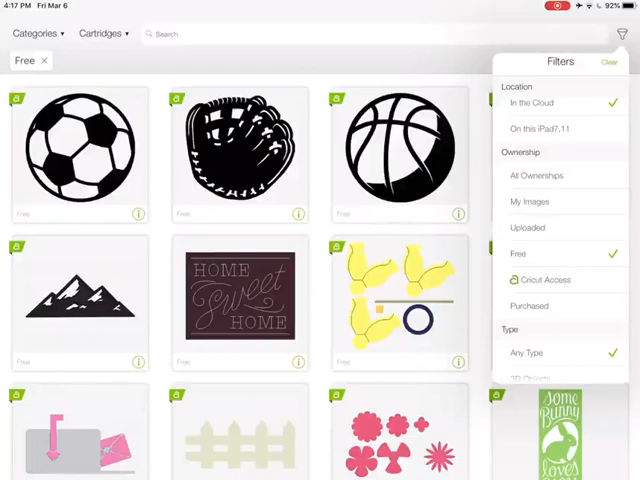 4:17 PM Fri Mar 6
92%
Categories ▾ Cartridges ▾ Search
Free ×
Filters Clear
Location
In the Cloud
On this iPad7,11
Ownership
All Ownerships
My Images
Uploaded
Free
Cricut Access
Purchased
Type
Any Type
3D Objects
Free
Free
Free
HOME
Sweet
HOME
Free
Free
Free
SOME
BUNNY
loves